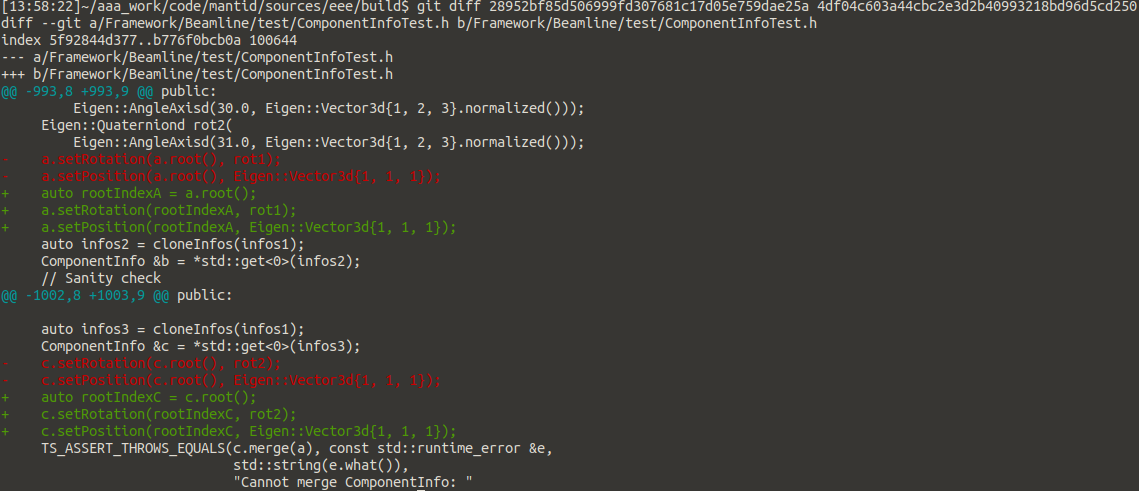 [13:58:22]~/aaa_work/code/mantid/sources/eee/build$ git diff 28952bf85d506999fd307681c17d05e759dae25a 4df04c603a44cbc2e3d2b40993218bd96d5cd250
diff --git a/Framework/Beamline/test/ComponentInfoTest.h b/Framework/Beamline/test/ComponentInfoTest.h
index 5f92844d377..b776f0bcb0a 100644
--- a/Framework/Beamline/test/ComponentInfoTest.h
+++ b/Framework/Beamline/test/ComponentInfoTest.h
@@ -993,8 +993,9 @@ public:
         Eigen::AngleAxisd(30.0, Eigen::Vector3d{1, 2, 3}.normalized()));
     Eigen::Quaterniond rot2(
         Eigen::AngleAxisd(31.0, Eigen::Vector3d{1, 2, 3}.normalized()));
-    a.setRotation(a.root(), rot1);
-    a.setPosition(a.root(), Eigen::Vector3d{1, 1, 1});
+    auto rootIndexA = a.root();
+    a.setRotation(rootIndexA, rot1);
+    a.setPosition(rootIndexA, Eigen::Vector3d{1, 1, 1});
     auto infos2 = cloneInfos(infos1);
     ComponentInfo &b = *std::get<0>(infos2);
     // Sanity check
@@ -1002,8 +1003,9 @@ public:
     auto infos3 = cloneInfos(infos1);
     ComponentInfo &c = *std::get<0>(infos3);
-    c.setRotation(c.root(), rot2);
-    c.setPosition(c.root(), Eigen::Vector3d{1, 1, 1});
+    auto rootIndexC = c.root();
+    c.setRotation(rootIndexC, rot2);
+    c.setPosition(rootIndexC, Eigen::Vector3d{1, 1, 1});
     TS_ASSERT_THROWS_EQUALS(c.merge(a), const std::runtime_error &e,
                             std::string(e.what()),
                             "Cannot merge ComponentInfo: "